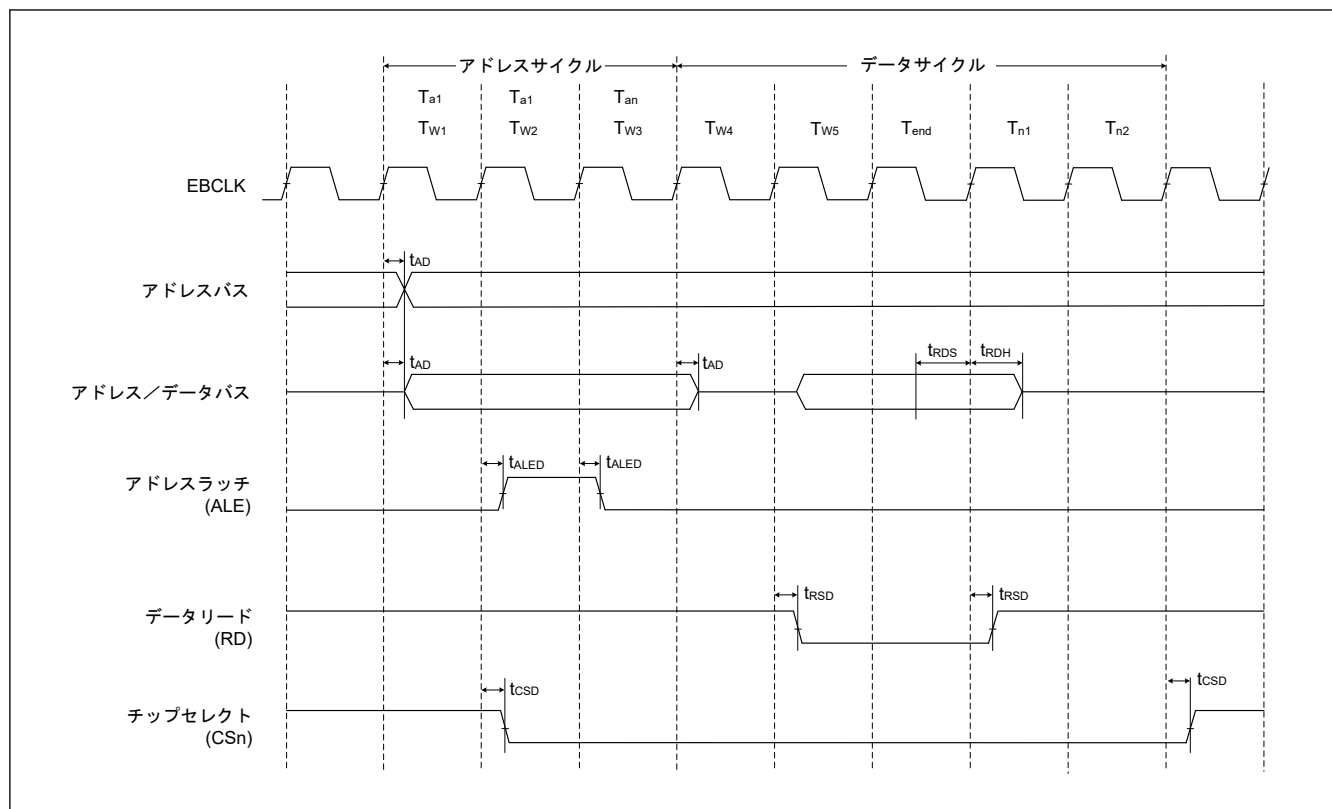 アドレスサイクル データサイクル
Ta1 Ta1 Tan
TW1 TW2 TW3 TW4 TW5 Tend Tn1 Tn2
EBCLK
tAD
アドレスバス
tAD tAD tRDS tRDH
アドレス／データバス
tALED tALED
アドレスラッチ
(ALE)
tRSD tRSD
データリード
(RD)
tCSD tCSD
チップセレクト
(CSn)